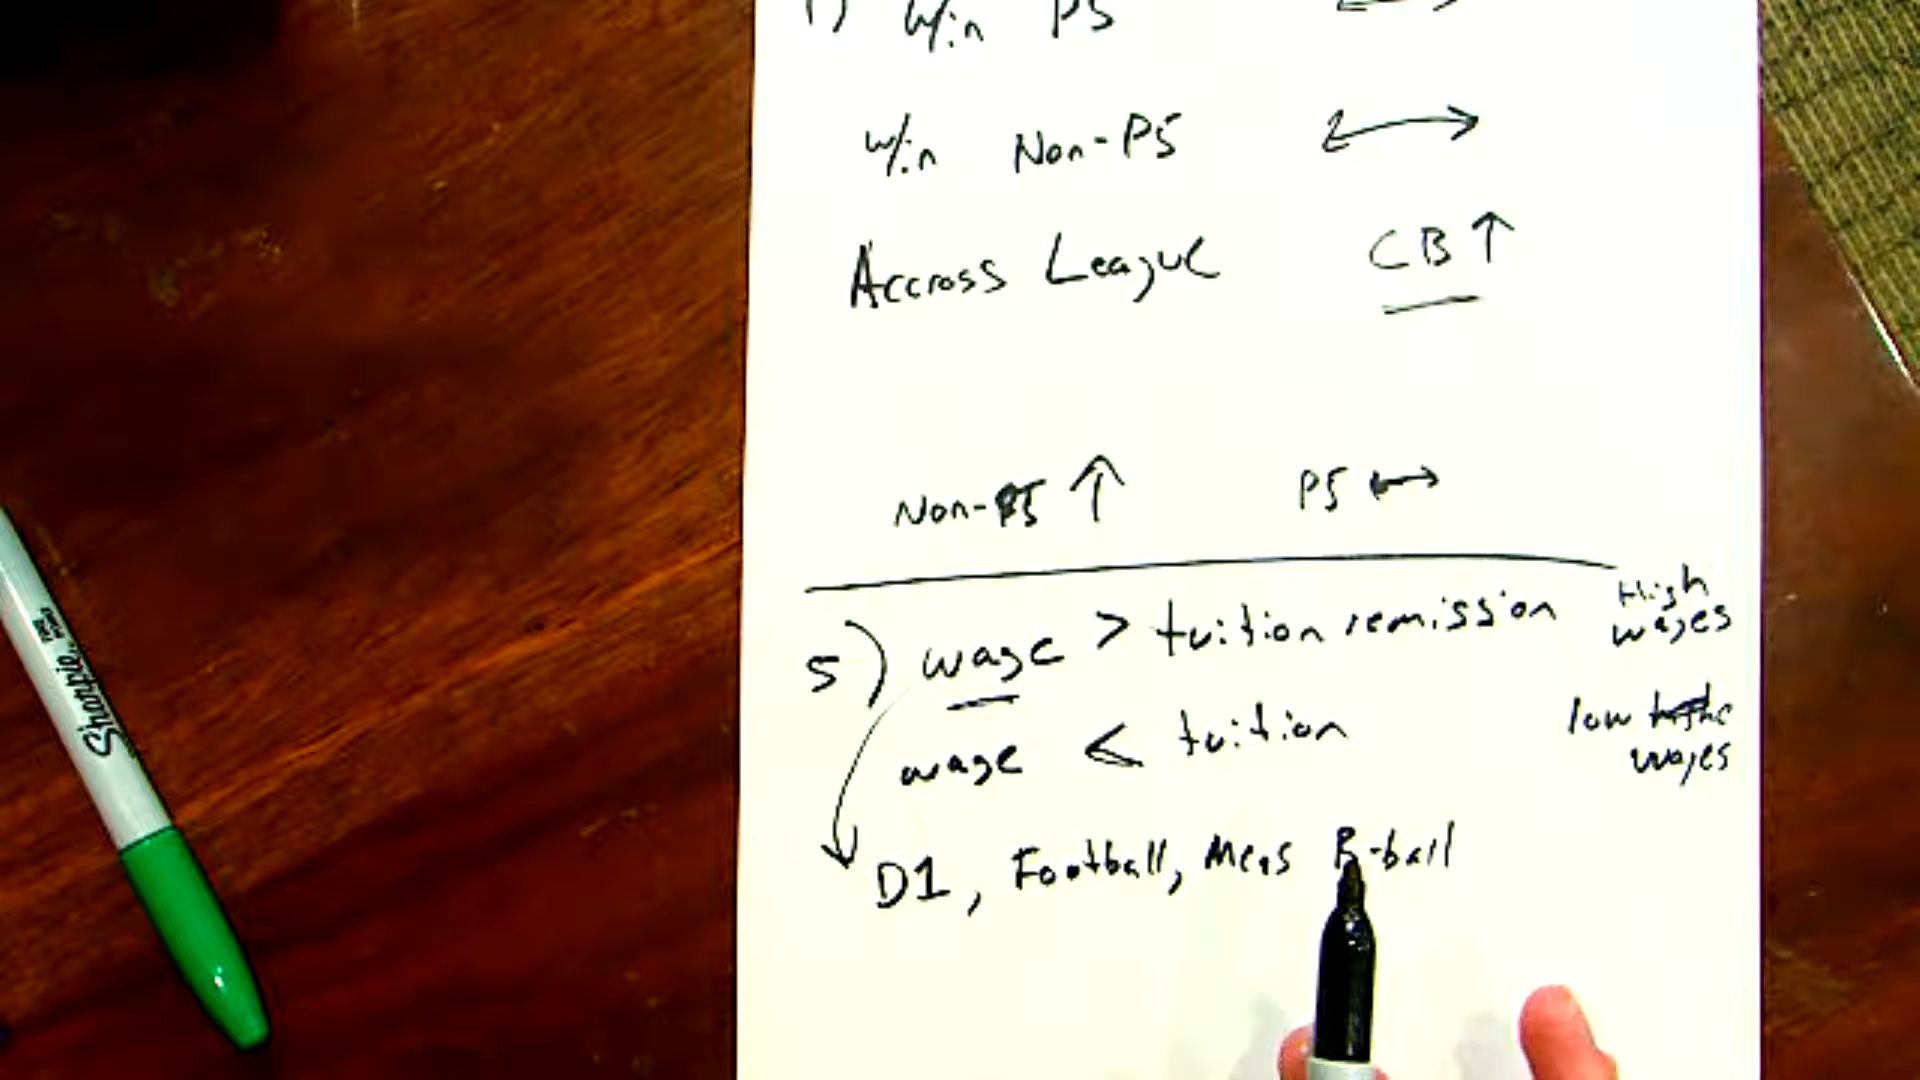 w/in P5
w/in Non-P5 ↔
Accross League CB ↑
Non-P5 ↑ P5 ↔
5) wage > tuition remission High wages
wage < tuition low wages
D1, Football, Mens B-ball
Sharpie